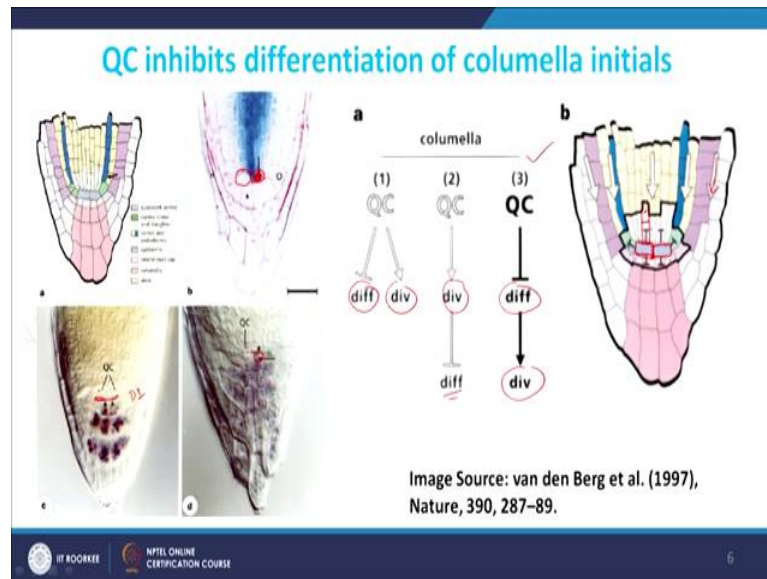 QC inhibits differentiation of columella initials
a
b
columella
(1)
(2)
(3)
QC
QC
QC
diff
div
div
diff
diff
div
a
b
QC
D1
QC
c
d
Image Source: van den Berg et al. (1997),
Nature, 390, 287–89.
IIT ROORKEE
NPTEL ONLINE
CERTIFICATION COURSE
6